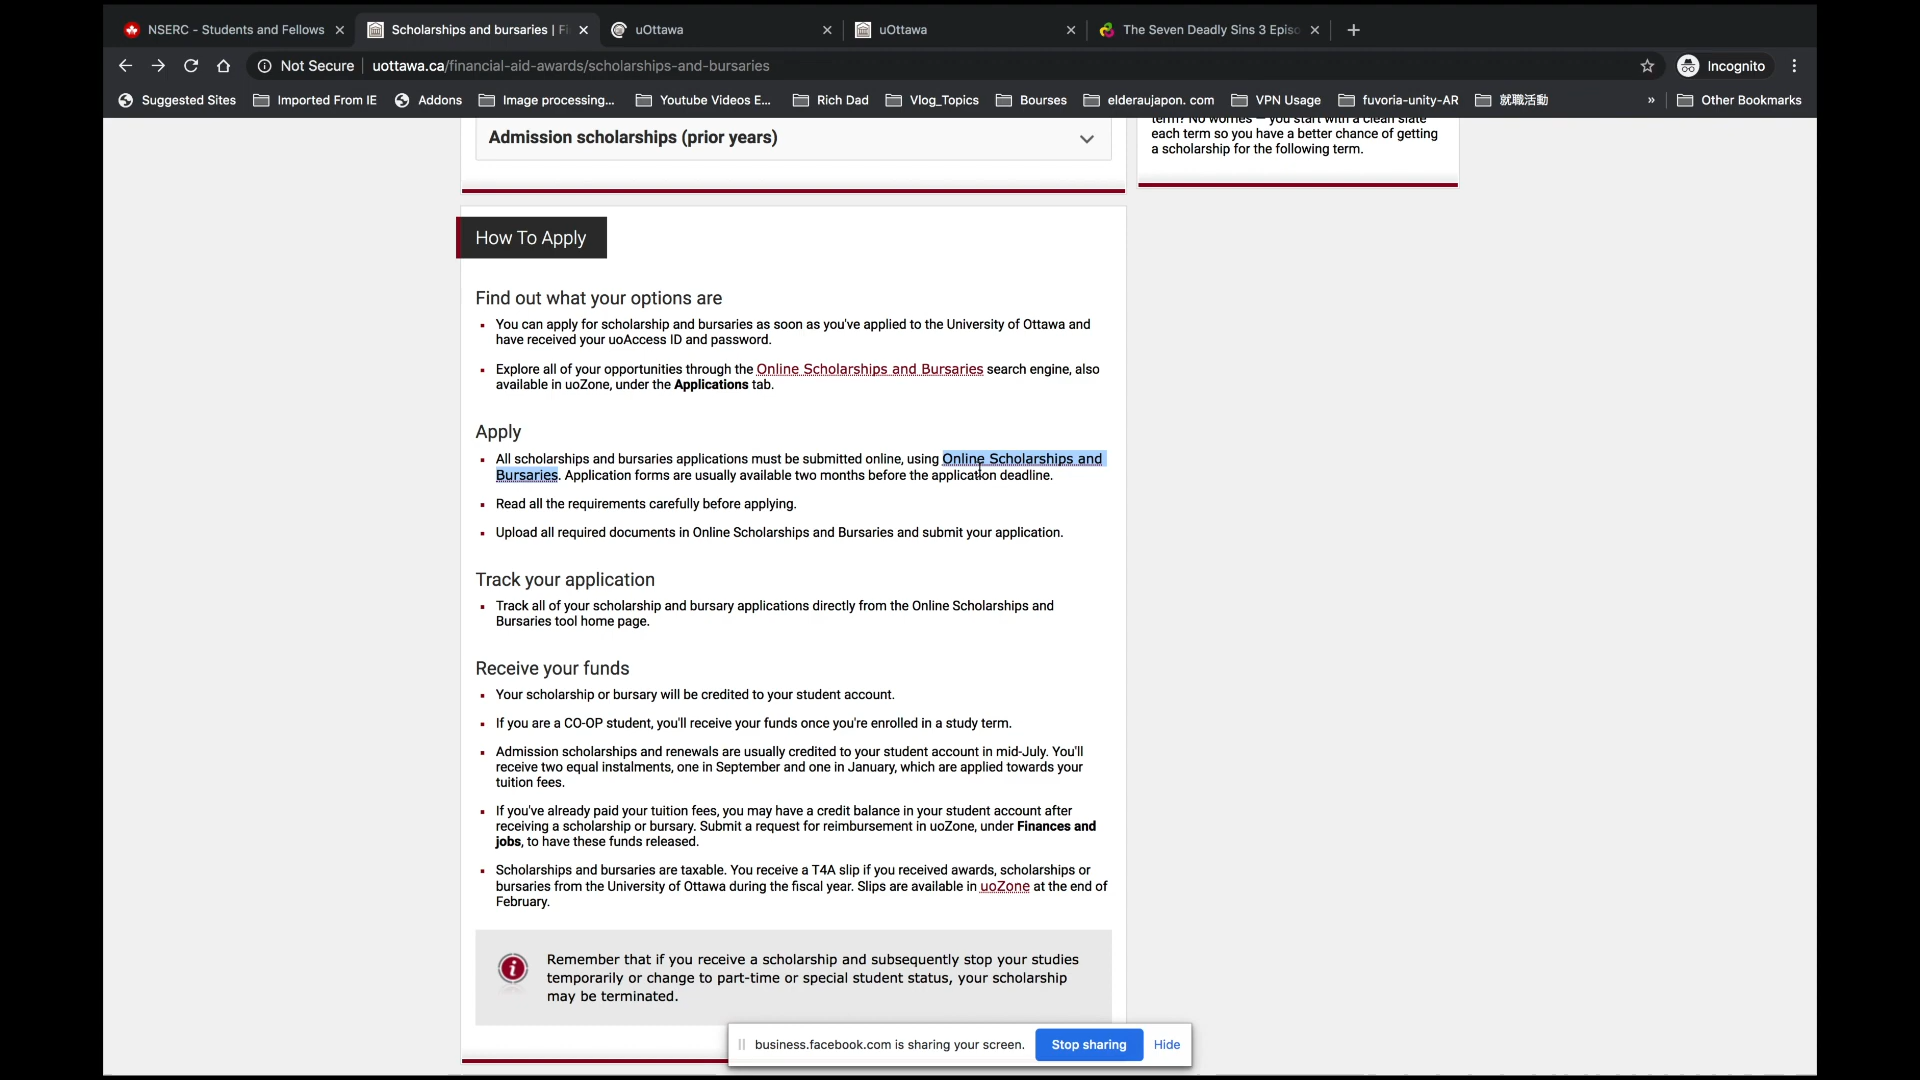 NSERC - Students and Fellows
Scholarships and bursaries | Fi
uOttawa
uOttawa
The Seven Deadly Sins 3 Episo
Not Secure
uottawa.ca/financial-aid-awards/scholarships-and-bursaries
Incognito
Suggested Sites
Imported From IE
Addons
Image processing...
Youtube Videos E...
Rich Dad
Vlog_Topics
Bourses
elderaujapon. com
VPN Usage
fuvoria-unity-AR
就職活動
»
Other Bookmarks
Admission scholarships (prior years)
term? No worries — you start with a clean slate
each term so you have a better chance of getting
a scholarship for the following term.
How To Apply
Find out what your options are
You can apply for scholarship and bursaries as soon as you've applied to the University of Ottawa and
have received your uoAccess ID and password.
Explore all of your opportunities through the Online Scholarships and Bursaries search engine, also
available in uoZone, under the Applications tab.
Apply
All scholarships and bursaries applications must be submitted online, using Online Scholarships and
Bursaries. Application forms are usually available two months before the application deadline.
Read all the requirements carefully before applying.
Upload all required documents in Online Scholarships and Bursaries and submit your application.
Track your application
Track all of your scholarship and bursary applications directly from the Online Scholarships and
Bursaries tool home page.
Receive your funds
Your scholarship or bursary will be credited to your student account.
If you are a CO-OP student, you'll receive your funds once you're enrolled in a study term.
Admission scholarships and renewals are usually credited to your student account in mid-July. You'll
receive two equal instalments, one in September and one in January, which are applied towards your
tuition fees.
If you've already paid your tuition fees, you may have a credit balance in your student account after
receiving a scholarship or bursary. Submit a request for reimbursement in uoZone, under Finances and
jobs, to have these funds released.
Scholarships and bursaries are taxable. You receive a T4A slip if you received awards, scholarships or
bursaries from the University of Ottawa during the fiscal year. Slips are available in uoZone at the end of
February.
Remember that if you receive a scholarship and subsequently stop your studies
temporarily or change to part-time or special student status, your scholarship
may be terminated.
business.facebook.com is sharing your screen.
Stop sharing
Hide